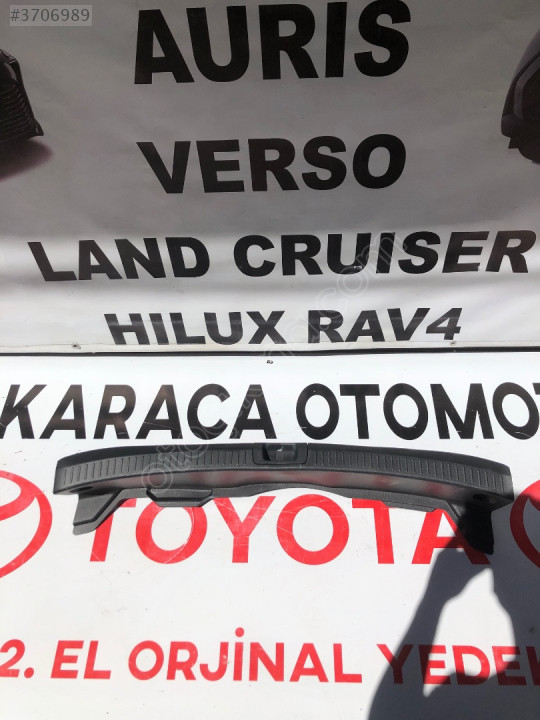 #3706989
AURIS
VERSO
LAND CRUISER
HILUX RAV4
KARACA OTOMOT
TOYOTA
2. EL ORJİNAL YEDEK